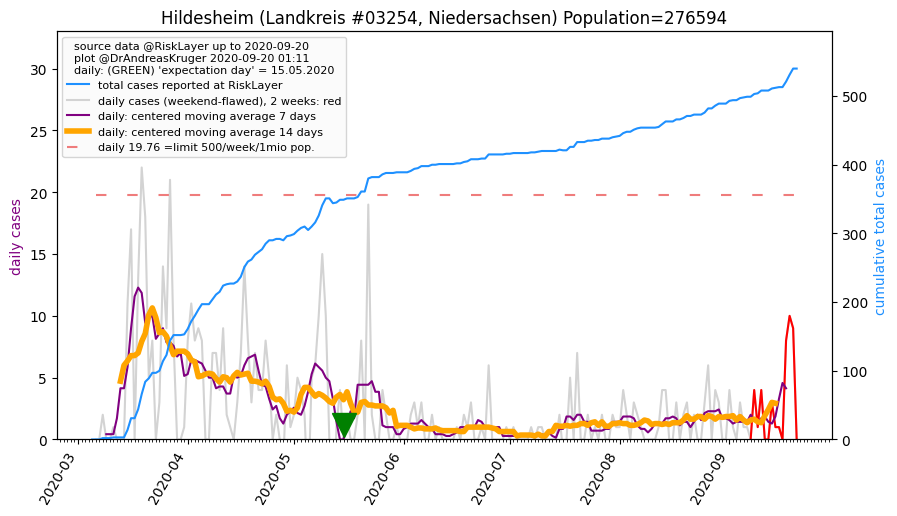 Hildesheim (Landkreis #03254, Niedersachsen) Population=276594
source data @RiskLayer up to 2020-09-20
plot @DrAndreasKruger 2020-09-20 01:11
daily: (GREEN) 'expectation day' = 15.05.2020
total cases reported at RiskLayer
daily cases (weekend-flawed), 2 weeks: red
daily: centered moving average 7 days
daily: centered moving average 14 days
daily 19.76 =limit 500/week/1mio pop.
daily cases
30
25
20
15
10
5
0
cumulative total cases
500
400
300
200
100
0
2020-03
2020-04
2020-05
2020-06
2020-07
2020-08
2020-09